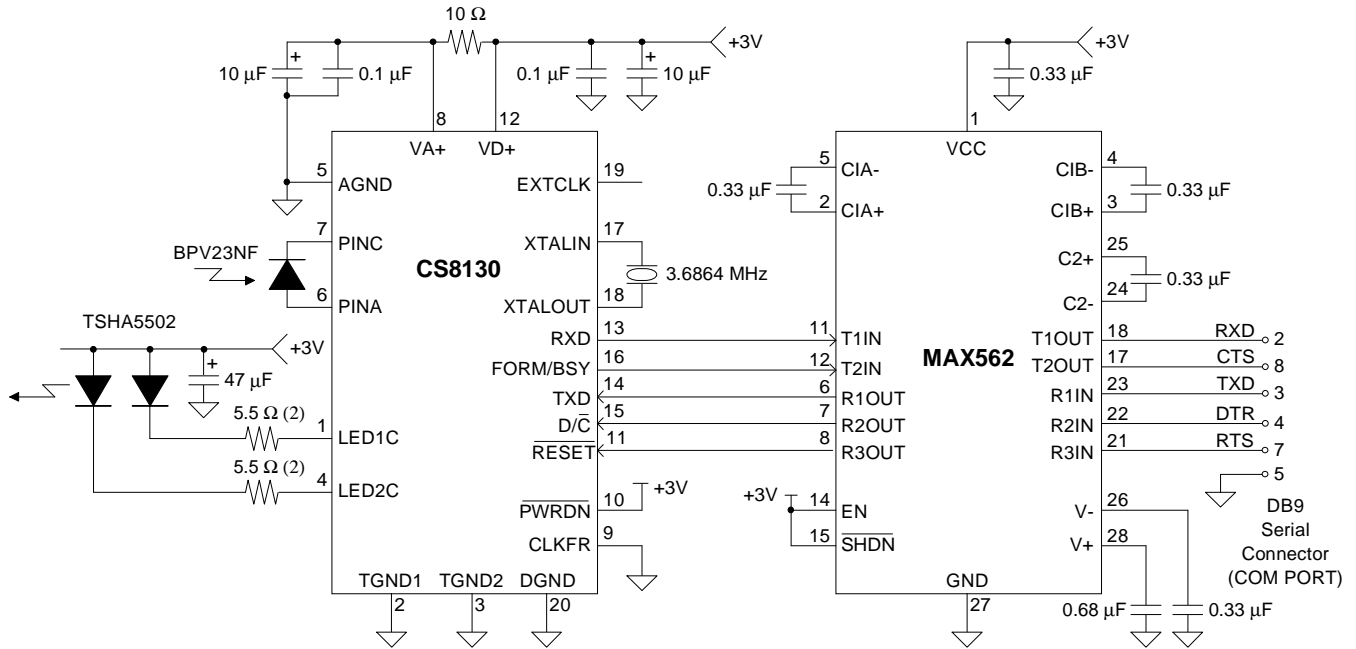 10 Ω
+3V
10 µF
+
0.1 µF
0.1 µF
+
10 µF
+3V
0.33 µF
8
12
VA+
VD+
5
AGND
EXTCLK
19
7
PINC
XTALIN
17
BPV23NF
CS8130
3.6864 MHz
6
PINA
XTALOUT
18
TSHA5502
+3V
+
47 µF
RXD
13
FORM/BSY
16
TXD
14
D/C̅
15
RESET
11
5.5 Ω (2)
1
LED1C
5.5 Ω (2)
4
LED2C
PWRDN
10
+3V
CLKFR
9
TGND1
TGND2
DGND
2
3
20
1
VCC
5
CIA-
CIB-
4
0.33 µF
0.33 µF
2
CIA+
CIB+
3
C2+
25
0.33 µF
C2-
24
MAX562
11
T1IN
T1OUT
18
RXD
2
12
T2IN
T2OUT
17
CTS
8
6
R1OUT
R1IN
23
TXD
3
7
R2OUT
R2IN
22
DTR
4
8
R3OUT
R3IN
21
RTS
7
5
+3V
14
EN
V-
26
15
SHDN
V+
28
DB9
Serial
Connector
(COM PORT)
GND
27
0.68 µF
0.33 µF